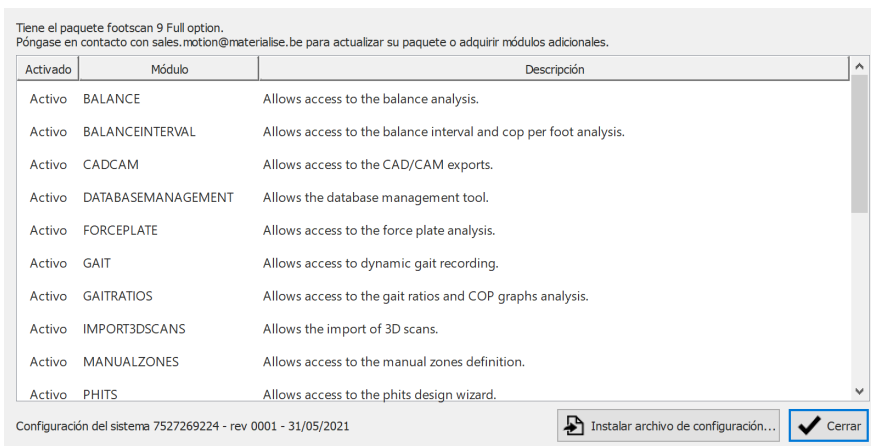 Tiene el paquete footscan 9 Full option.
Póngase en contacto con sales.motion@materialise.be para actualizar su paquete o adquirir módulos adicionales.
Activado Módulo Descripción
Activo BALANCE Allows access to the balance analysis.
Activo BALANCEINTERVAL Allows access to the balance interval and cop per foot analysis.
Activo CADCAM Allows access to the CAD/CAM exports.
Activo DATABASEMANAGEMENT Allows the database management tool.
Activo FORCEPLATE Allows access to the force plate analysis.
Activo GAIT Allows access to dynamic gait recording.
Activo GAITRATIOS Allows access to the gait ratios and COP graphs analysis.
Activo IMPORT3DSCANS Allows the import of 3D scans.
Activo MANUALZONES Allows access to the manual zones definition.
Activo PHITS Allows access to the phits design wizard.
Configuración del sistema 7527269224 - rev 0001 - 31/05/2021 Instalar archivo de configuración... Cerrar